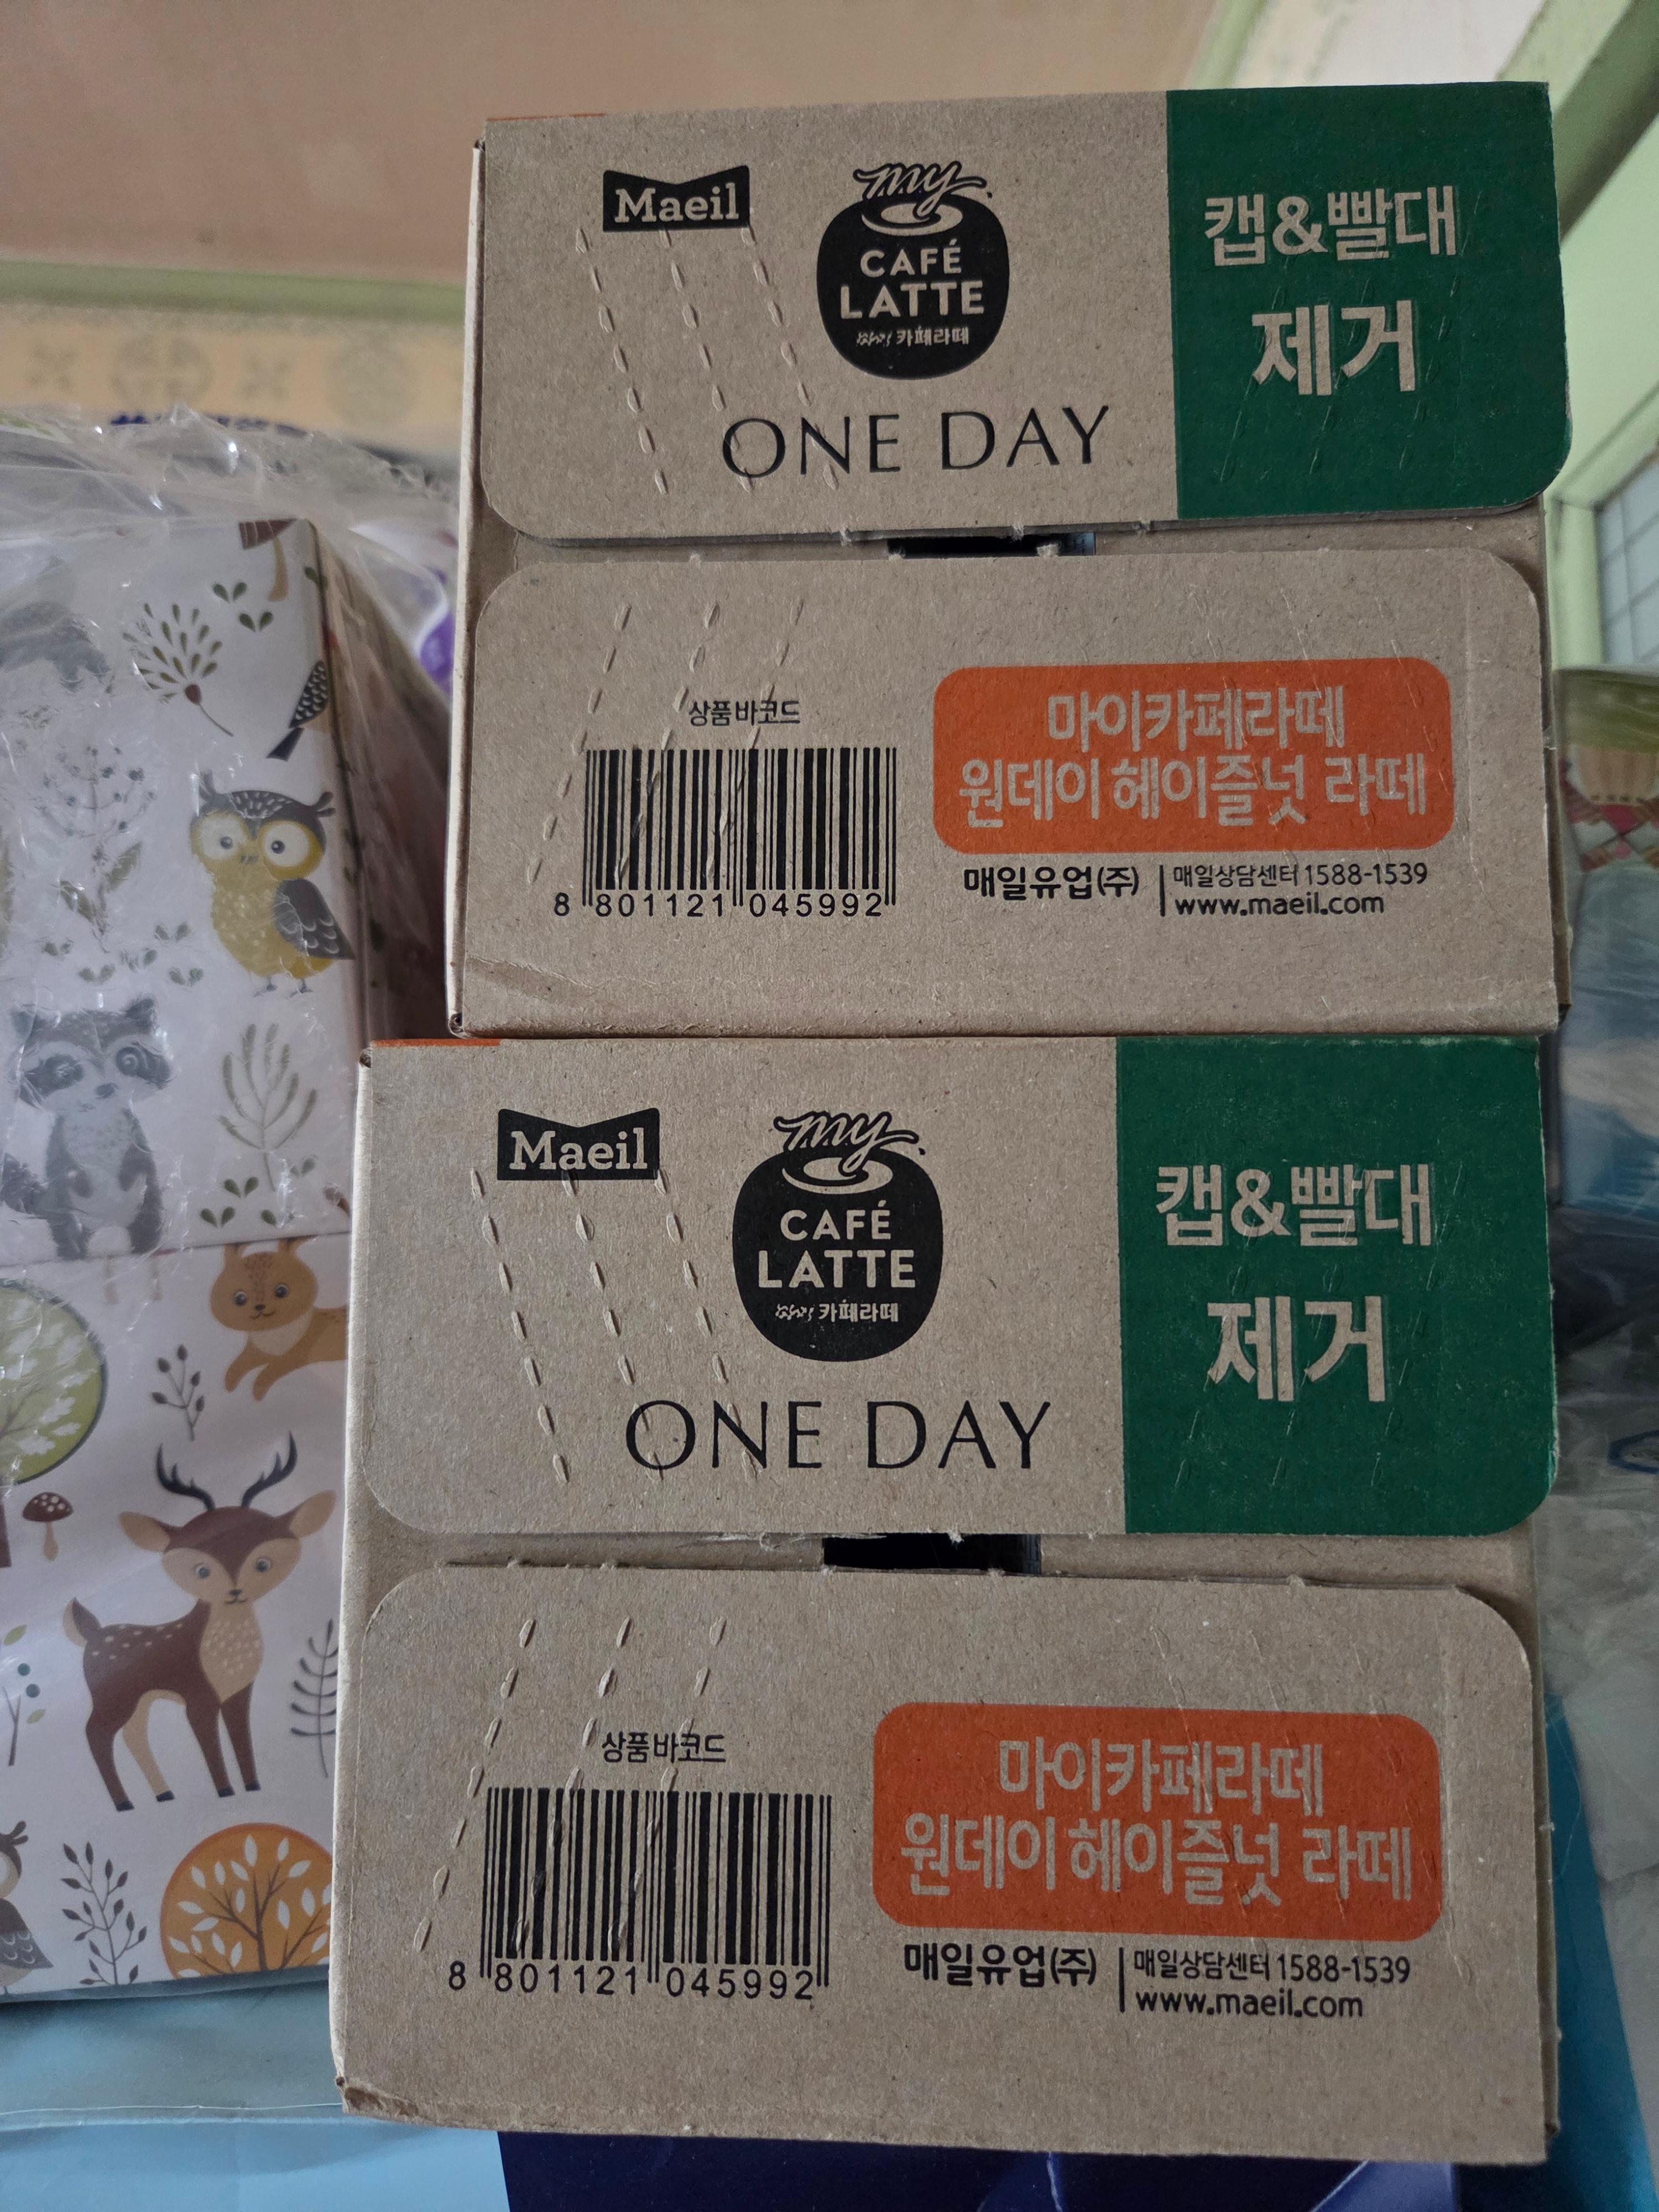 Maeil
my
CAFÉ
LATTE
카페라떼
ONE DAY
캡&빨대
제거
상품바코드
8 801121 045992
마이카페라떼
원데이 헤이즐넛 라떼
매일유업(주)
매일상담센터 1588-1539
www.maeil.com
Maeil
my
CAFÉ
LATTE
카페라떼
ONE DAY
캡&빨대
제거
상품바코드
8 801121 045992
마이카페라떼
원데이 헤이즐넛 라떼
매일유업(주)
매일상담센터 1588-1539
www.maeil.com